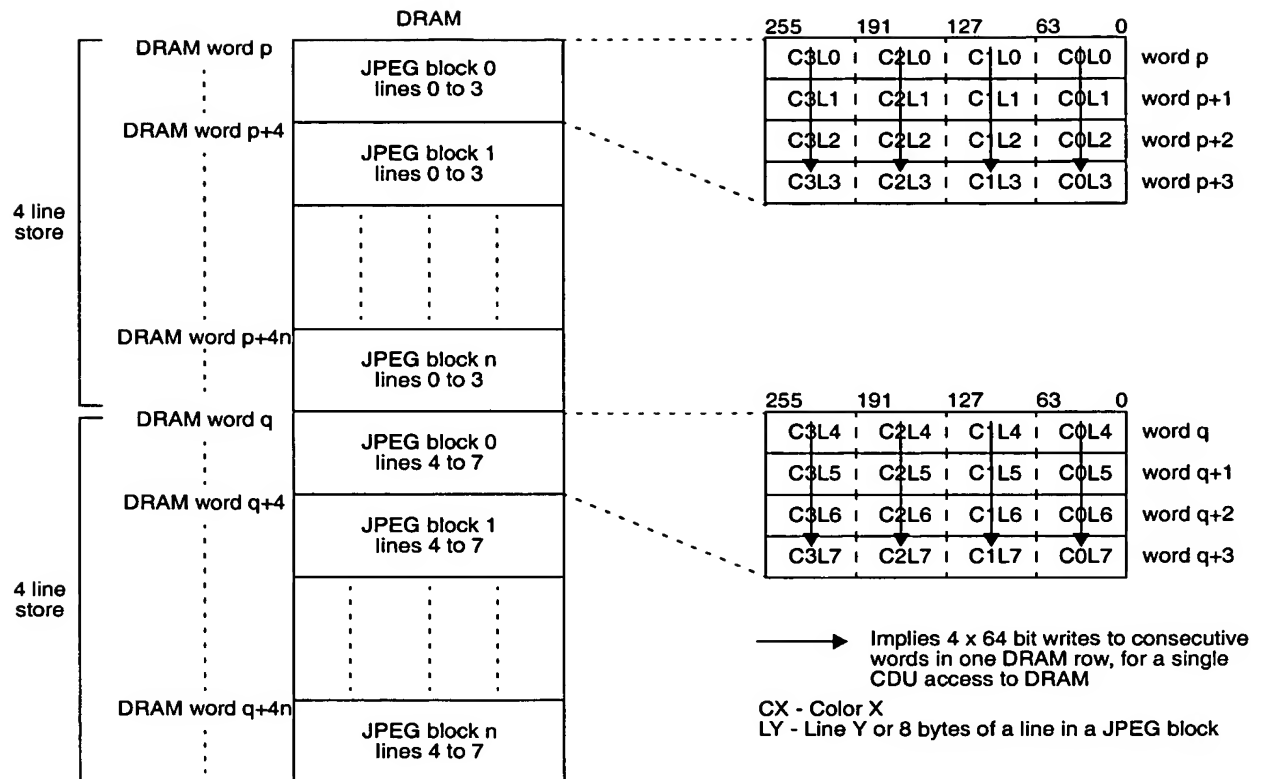 DRAM
DRAM word p
JPEG block 0
lines 0 to 3
DRAM word p+4
JPEG block 1
lines 0 to 3
4 line
store
DRAM word p+4n
JPEG block n
lines 0 to 3
DRAM word q
JPEG block 0
lines 4 to 7
DRAM word q+4
JPEG block 1
lines 4 to 7
4 line
store
DRAM word q+4n
JPEG block n
lines 4 to 7
255 191 127 63 0
C3L0 C2L0 C1L0 C0L0 word p
C3L1 C2L1 C1L1 C0L1 word p+1
C3L2 C2L2 C1L2 C0L2 word p+2
C3L3 C2L3 C1L3 C0L3 word p+3
255 191 127 63 0
C3L4 C2L4 C1L4 C0L4 word q
C3L5 C2L5 C1L5 C0L5 word q+1
C3L6 C2L6 C1L6 C0L6 word q+2
C3L7 C2L7 C1L7 C0L7 word q+3
Implies 4 x 64 bit writes to consecutive
words in one DRAM row, for a single
CDU access to DRAM
CX - Color X
LY - Line Y or 8 bytes of a line in a JPEG block